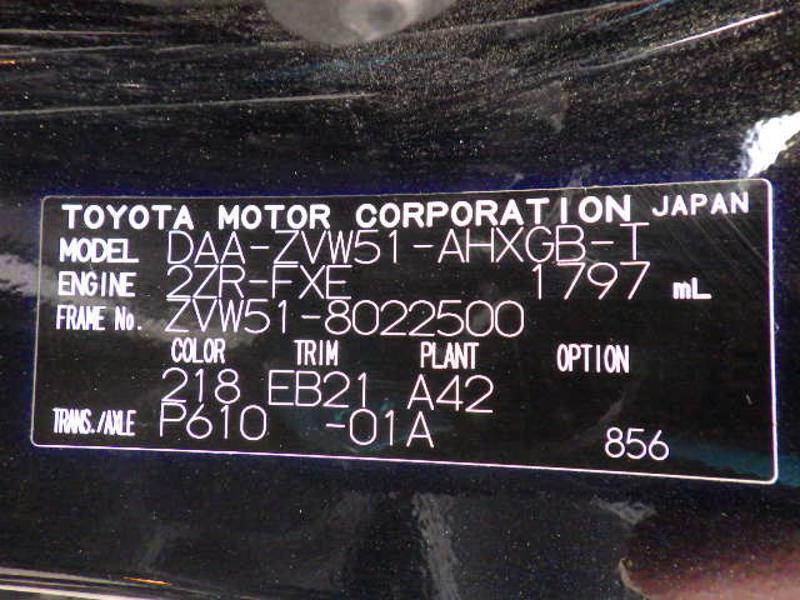 TOYOTA MOTOR CORPORATION JAPAN
MODEL DAA-ZVW51-AHXGB-T
ENGINE 2ZR-FXE 1797 mL
FRAME No. ZVW51-8022500
COLOR TRIM PLANT OPTION
218 EB21 A42
TRANS./AXLE P610 -01A
856